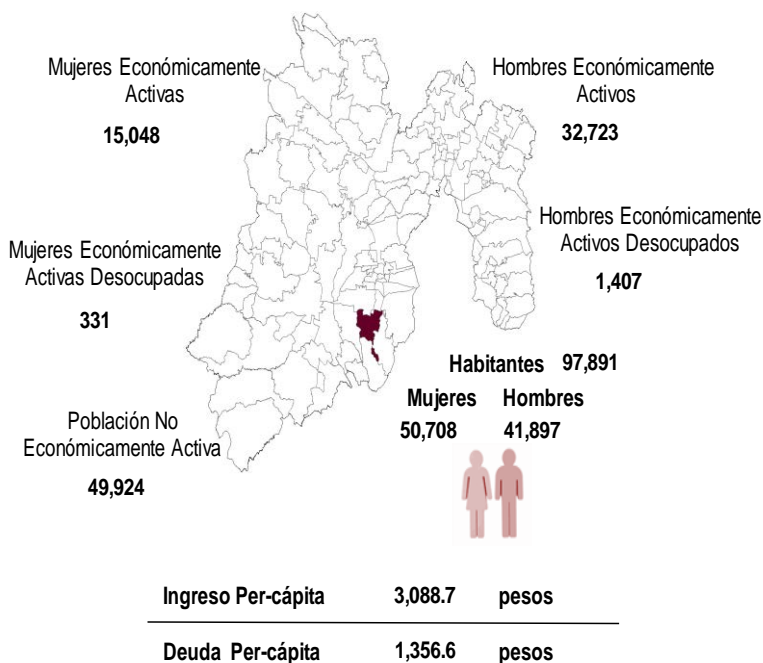 Mujeres Económicamente
Activas
15,048
Hombres Económicamente
Activos
32,723
Mujeres Económicamente
Activas Desocupadas
331
Hombres Económicamente
Activos Desocupados
1,407
Habitantes 97,891
Mujeres Hombres
50,708 41,897
Población No
Económicamente Activa
49,924
Ingreso Per-cápita 3,088.7 pesos
Deuda Per-cápita 1,356.6 pesos